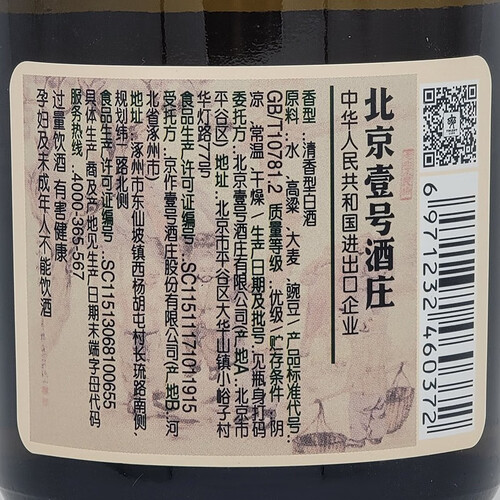 北京壹号酒庄
中华人民共和国进出口企业
香型：清香型白酒
原料：水、高粱、大麦、豌豆/产品标准代号：
GB/T10781.2 质量等级：优级/贮存条件：阴
凉、常温、干燥/生产日期及批号：见瓶身打码
委托方：北京壹号酒庄有限公司(产地A：北京市
平谷区) 地址：北京市平谷区大华山镇小峪子村
华灯路77号
食品生产许可证编号：SC11511171011915
受托方：京作壹号酒庄股份有限公司(产地B：河
北省涿州市)
地址：涿州市东仙坡镇西杨胡屯村长琉路南侧、
规划纬一路北侧
食品生产许可证编号：SC11513068100655
具体生产商及产地见生产日期末端字母代码
服务热线：4000-365-567
过量饮酒 有害健康
孕妇及未成年人不能饮酒
6971232460372